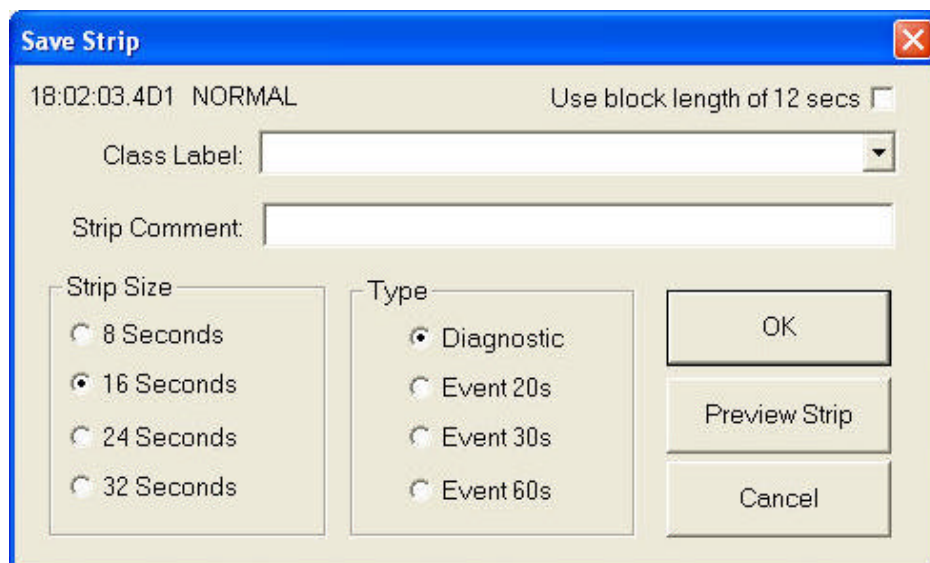 Save Strip
18:02:03.4D1 NORMAL
Use block length of 12 secs
Class Label:
Strip Comment:
Strip Size
8 Seconds
16 Seconds
24 Seconds
32 Seconds
Type
Diagnostic
Event 20s
Event 30s
Event 60s
OK
Preview Strip
Cancel